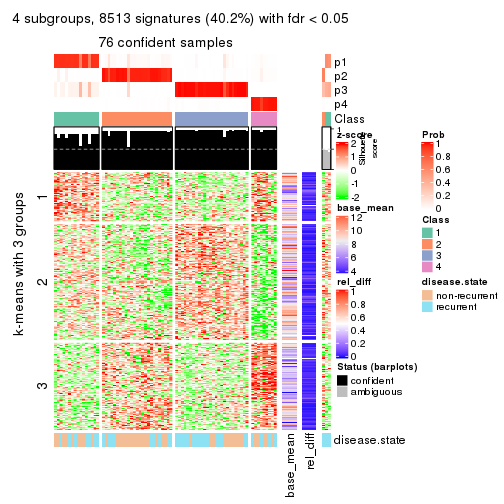 4 subgroups, 8513 signatures (40.2%) with fdr < 0.05
76 confident samples
p1
p2
p3
p4
Class
1
Silhouette
score
k-means with 3 groups
1
2
3
base_mean
rel_diff
disease.state
z-score
2
1
0
-1
-2
base_mean
12
10
8
6
4
rel_diff
1
0.8
0.6
0.4
0.2
0
Status (barplots)
confident
ambiguous
Prob
1
0.8
0.6
0.4
0.2
0
Class
1
2
3
4
disease.state
non-recurrent
recurrent